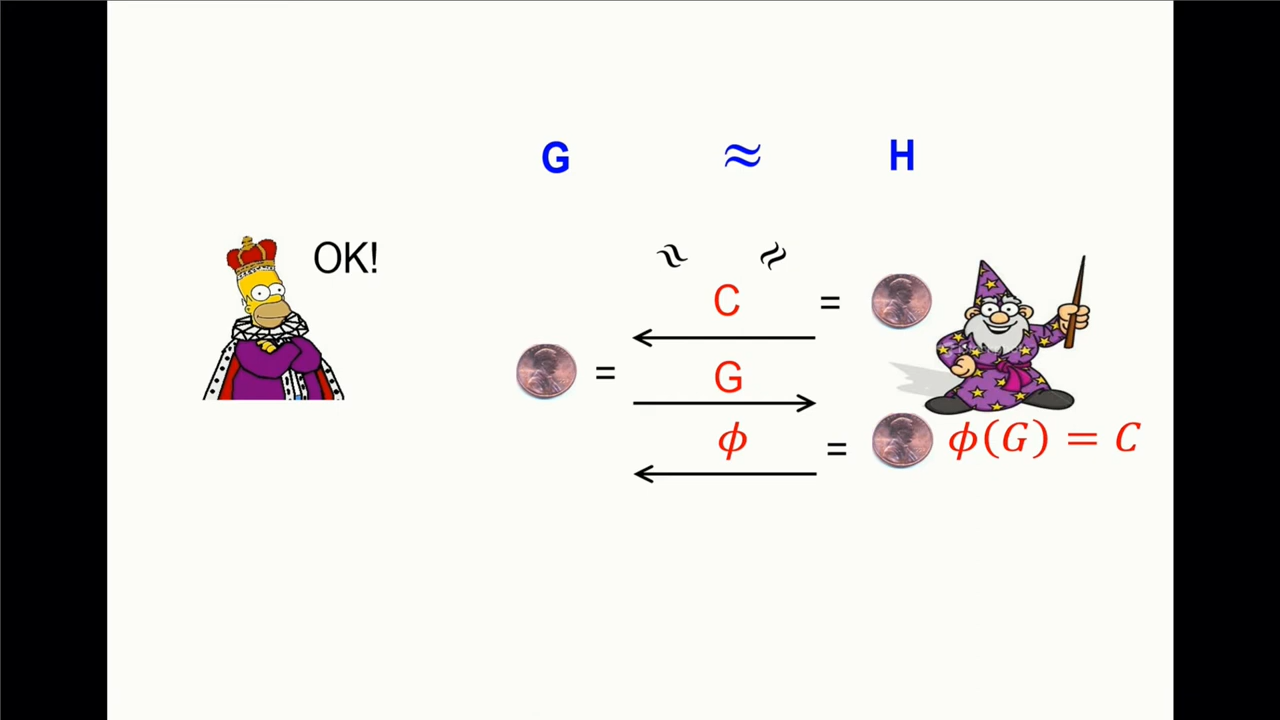 G ≈ H
OK!
≈ ≈
C =
= G
ϕ = ϕ(G) = C